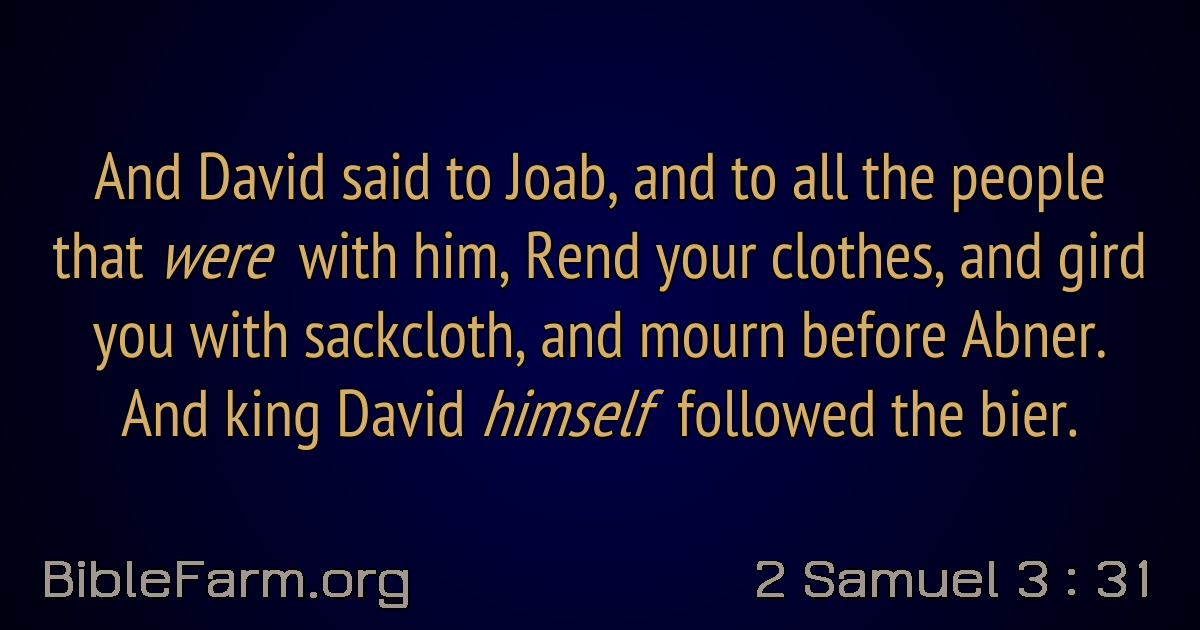 And David said to Joab, and to all the people
that were with him, Rend your clothes, and gird
you with sackcloth, and mourn before Abner.
And king David himself followed the bier.
BibleFarm.org
2 Samuel 3 : 31